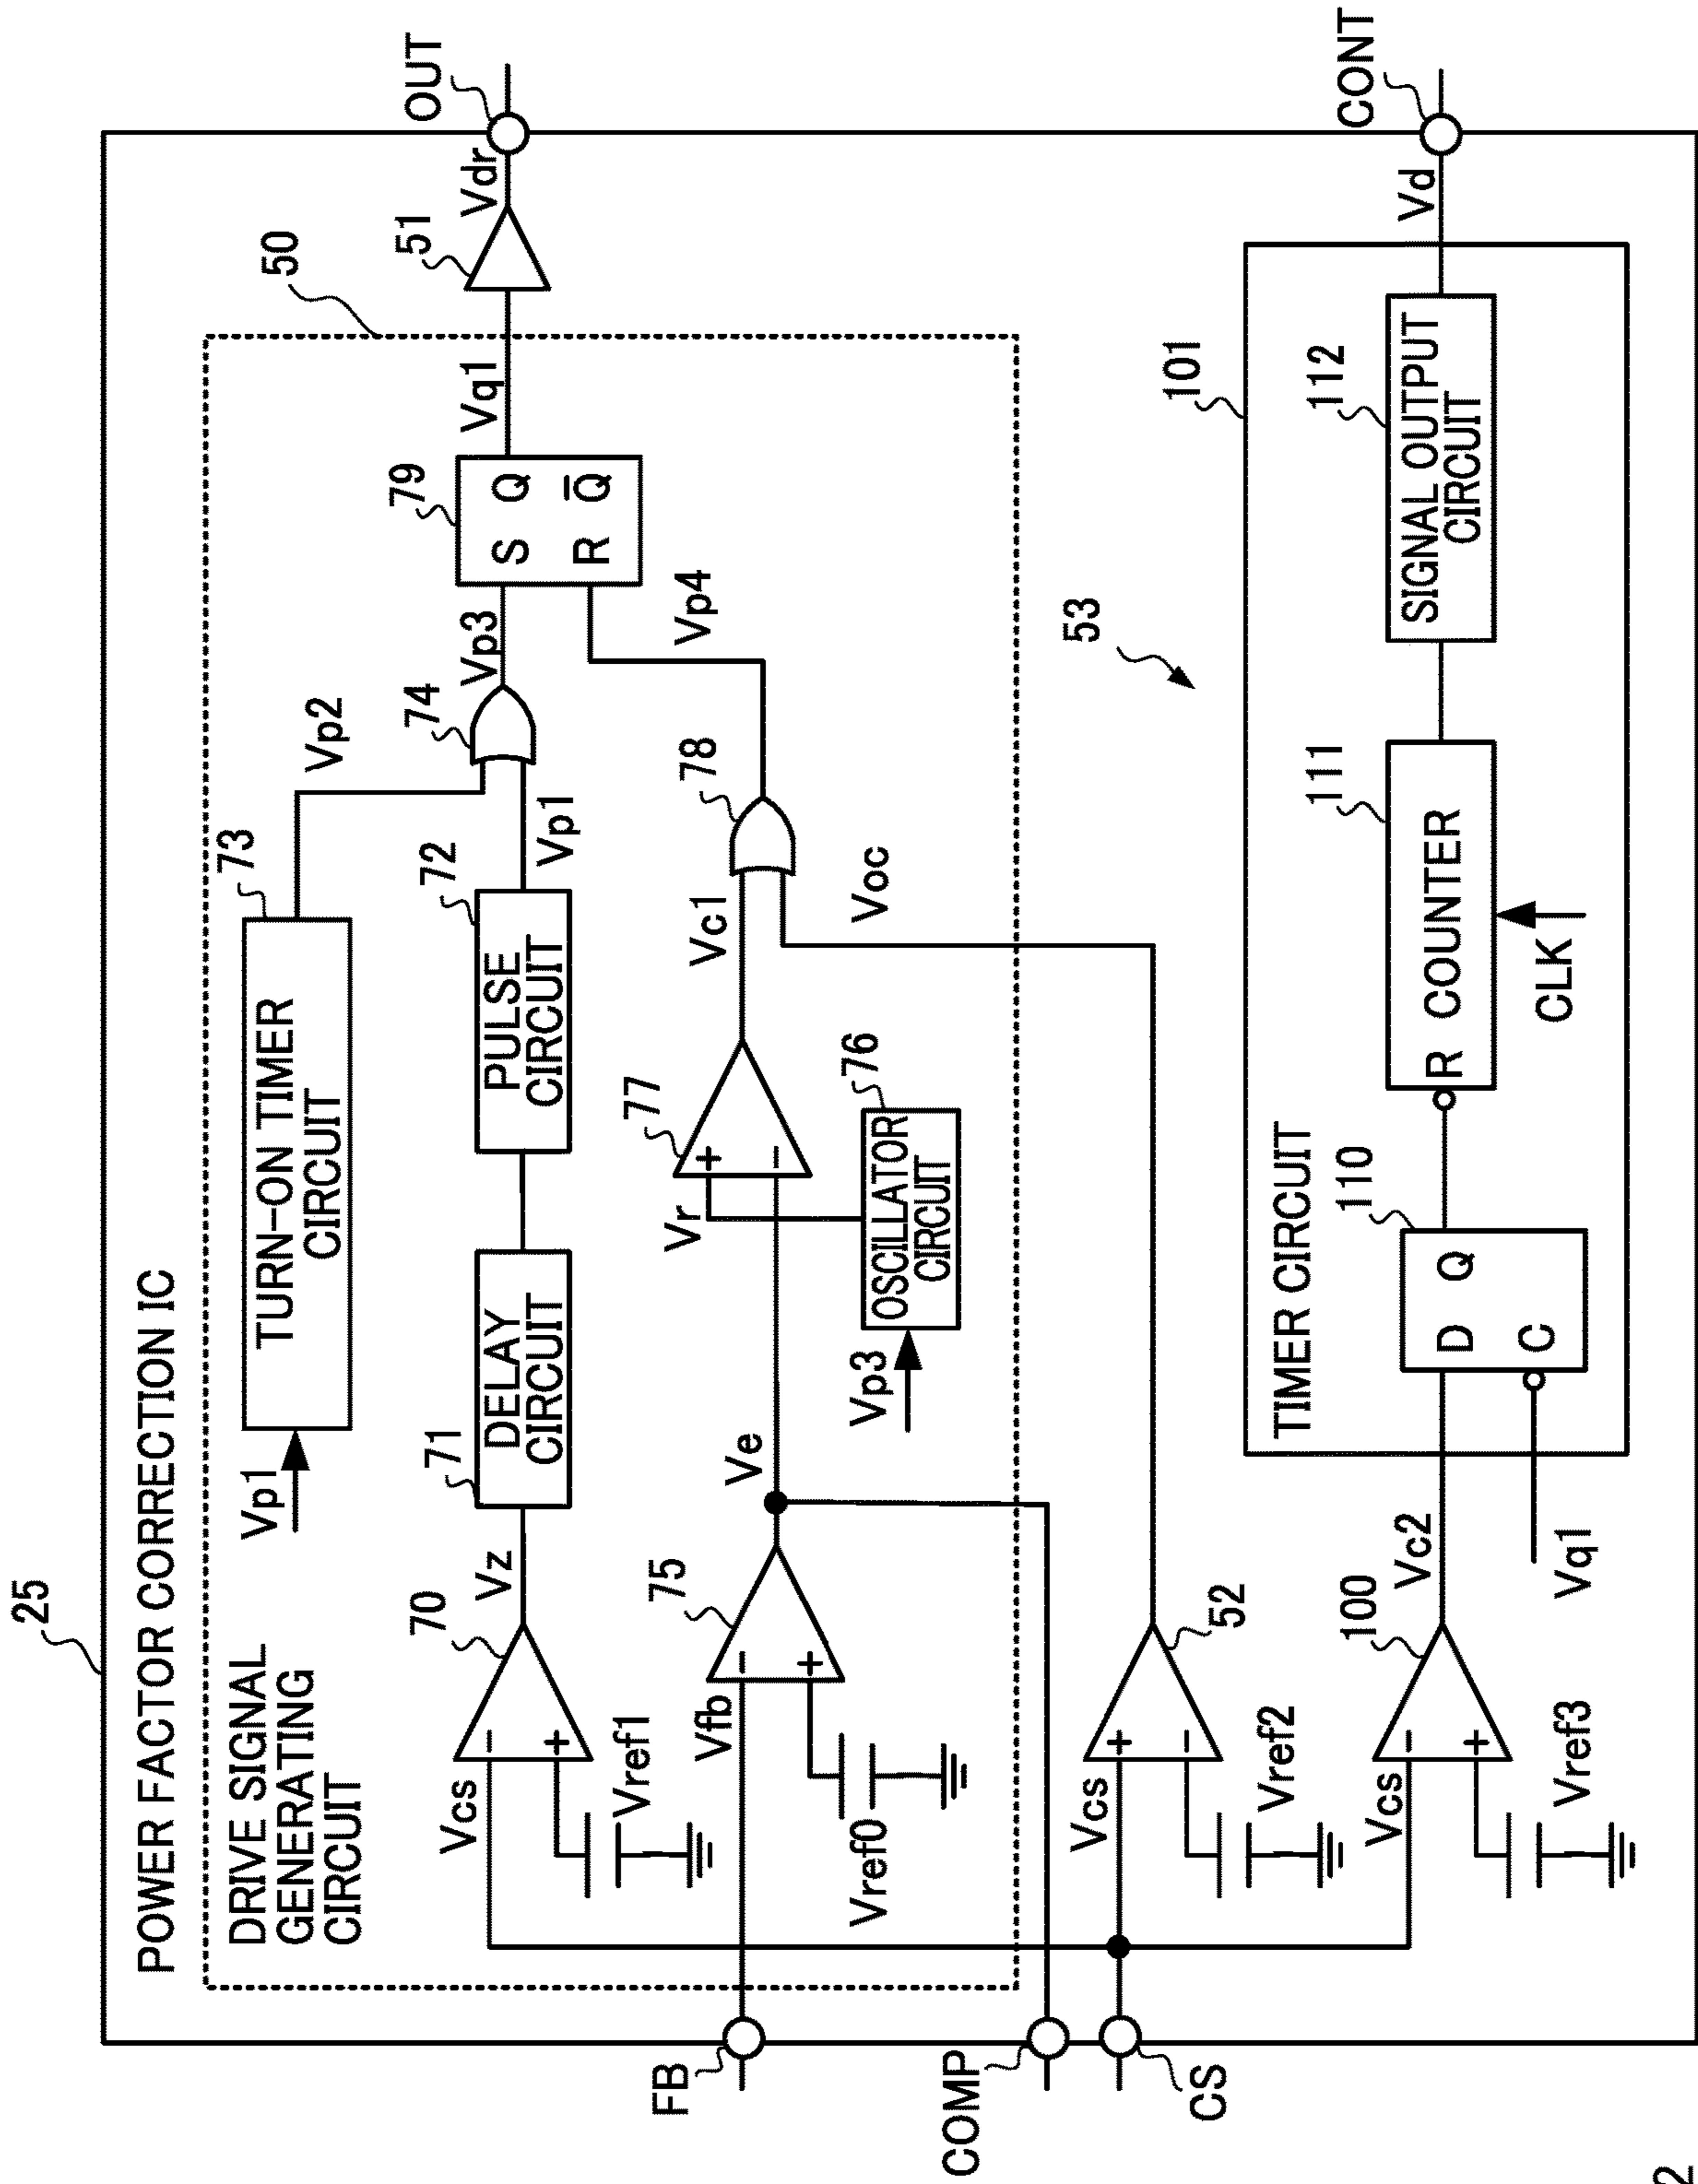 25
POWER FACTOR CORRECTION IC
DRIVE SIGNAL
GENERATING
CIRCUIT
50
Vp1
TURN-ON TIMER
CIRCUIT
73
Vp2
Vcs
Vref1
70
Vz
71
DELAY
CIRCUIT
72
PULSE
CIRCUIT
Vp1
74
Vp3
79
S Q
R Q̅
Vq1
51
Vdr
OUT
FB
Vfb
Vref0
75
Ve
Vr
77
Vp3
OSCILLATOR
CIRCUIT
76
Vc1
78
Voc
Vp4
COMP
CS
Vcs
Vref2
52
53
Vcs
Vref3
100
Vc2
Vq1
TIMER CIRCUIT
101
110
D Q
C
R COUNTER
111
CLK
SIGNAL OUTPUT
CIRCUIT
112
Vd
CONT
2